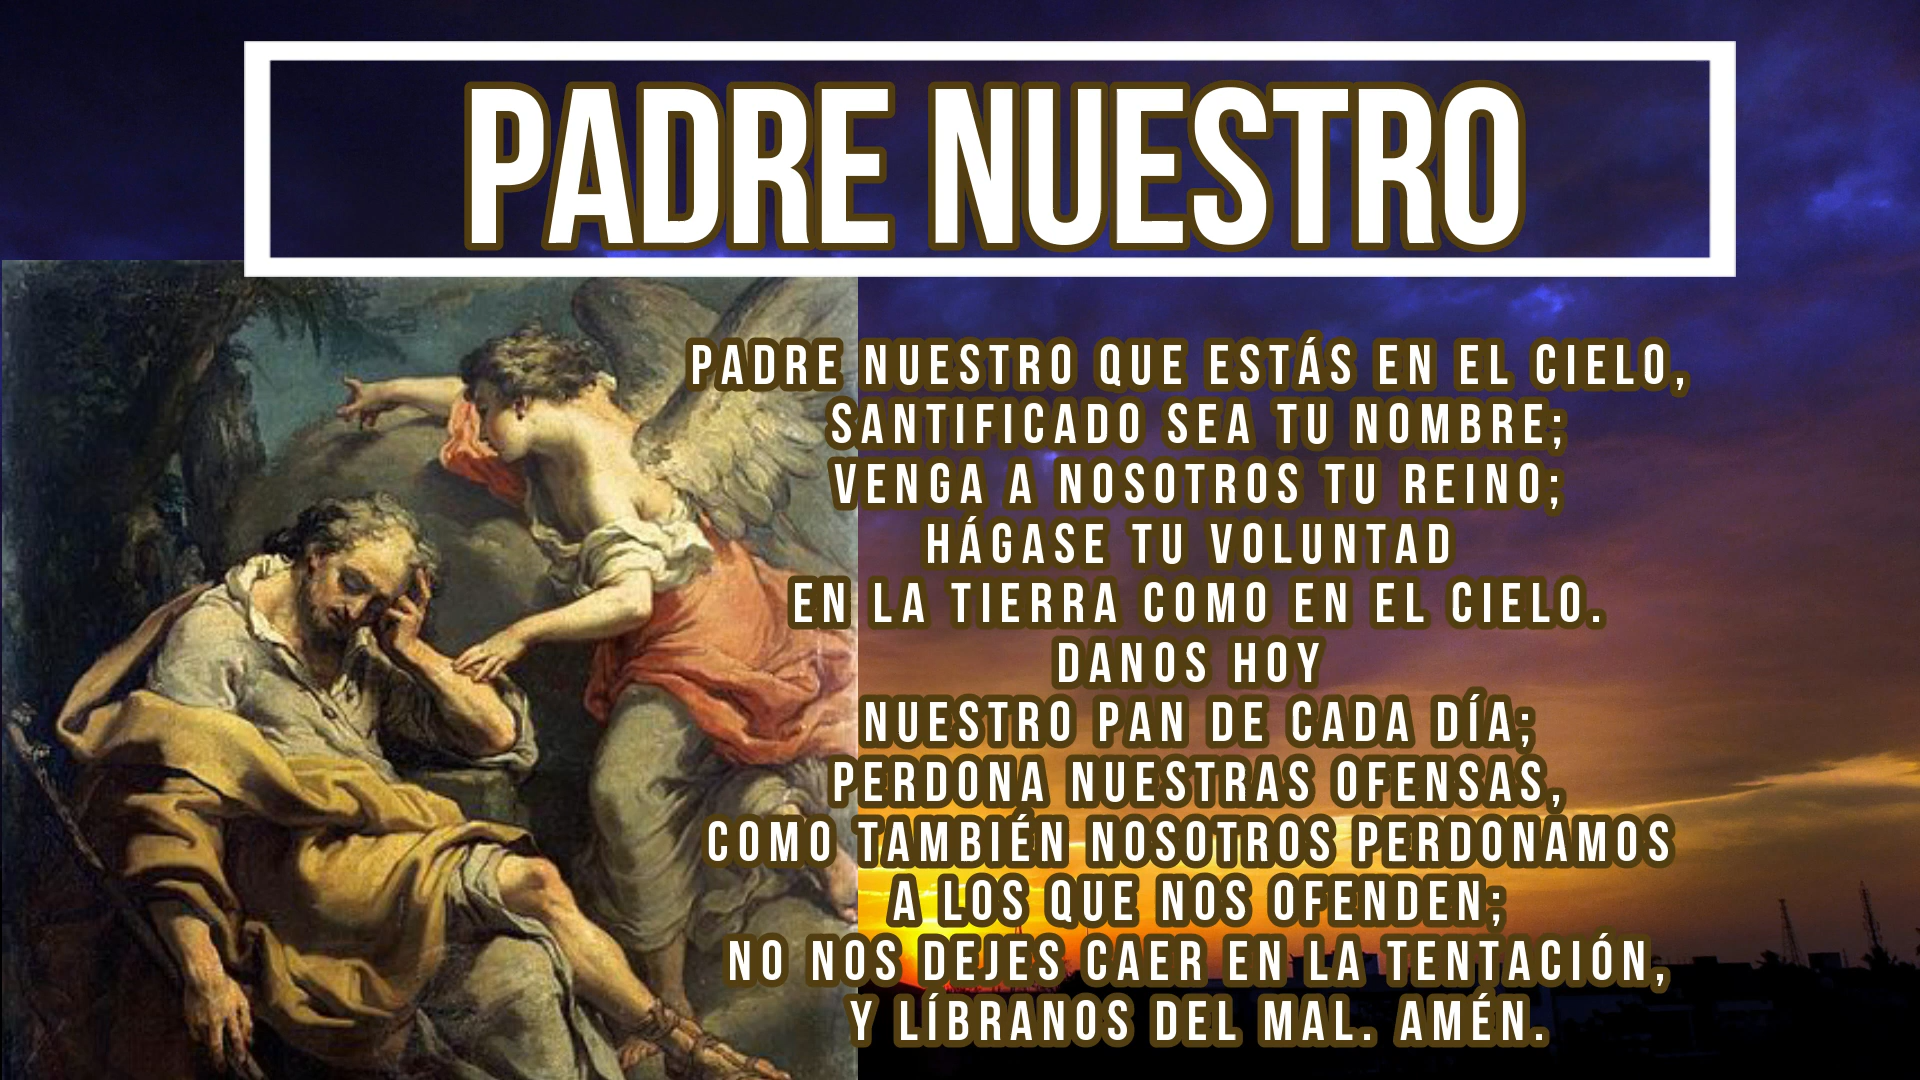 PADRE NUESTRO
PADRE NUESTRO QUE ESTÁS EN EL CIELO,
SANTIFICADO SEA TU NOMBRE;
VENGA A NOSOTROS TU REINO;
HÁGASE TU VOLUNTAD
EN LA TIERRA COMO EN EL CIELO.
DANOS HOY
NUESTRO PAN DE CADA DÍA;
PERDONA NUESTRAS OFENSAS,
COMO TAMBIÉN NOSOTROS PERDONAMOS
A LOS QUE NOS OFENDEN;
NO NOS DEJES CAER EN LA TENTACIÓN,
Y LÍBRANOS DEL MAL. AMÉN.